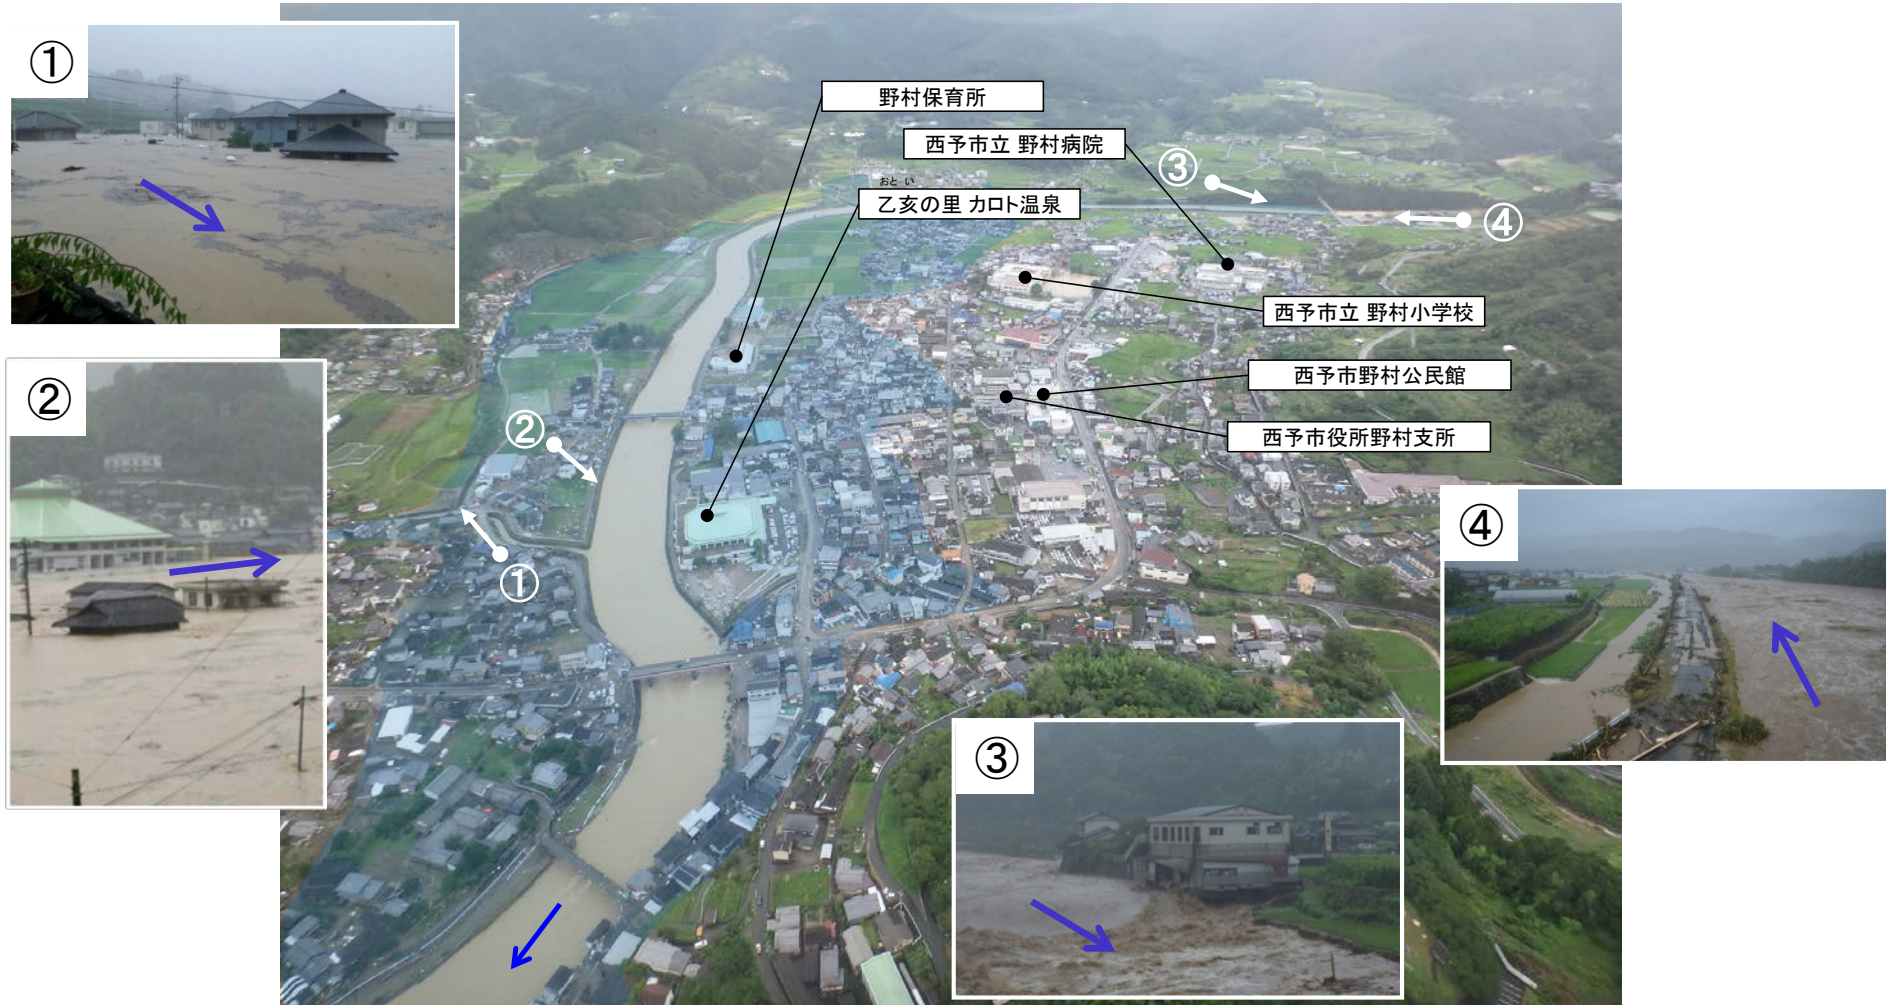 ①
野村保育所
西予市立 野村病院
③
おと い
乙亥の里 カロト温泉
④
西予市立 野村小学校
②
西予市野村公民館
②
西予市役所野村支所
④
①
③